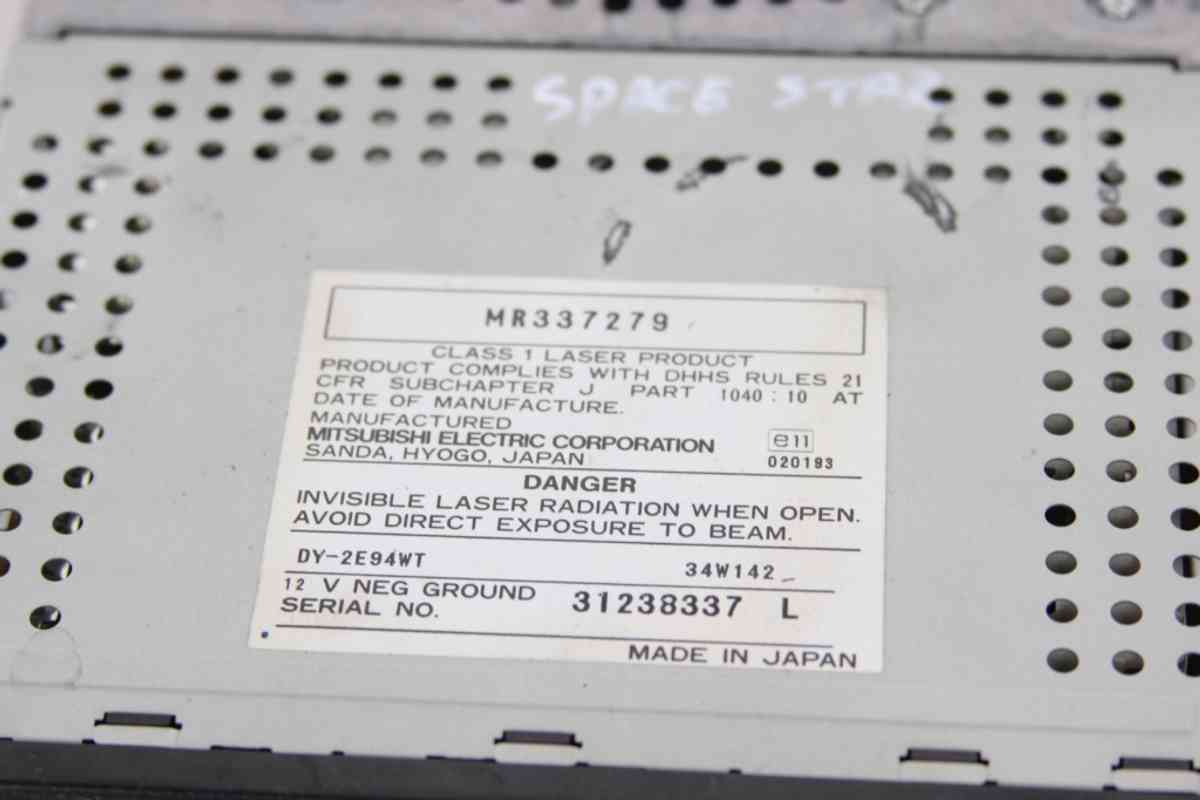 SPACE STAR
MR337279
CLASS 1 LASER PRODUCT
PRODUCT COMPLIES WITH DHHS RULES 21
CFR SUBCHAPTER J PART 1040:10 AT
DATE OF MANUFACTURE.
MANUFACTURED
MITSUBISHI ELECTRIC CORPORATION
SANDA, HYOGO, JAPAN
e11
020193
DANGER
INVISIBLE LASER RADIATION WHEN OPEN.
AVOID DIRECT EXPOSURE TO BEAM.
DY-2E94WT 34W142
12 V NEG GROUND
SERIAL NO. 31238337 L
MADE IN JAPAN